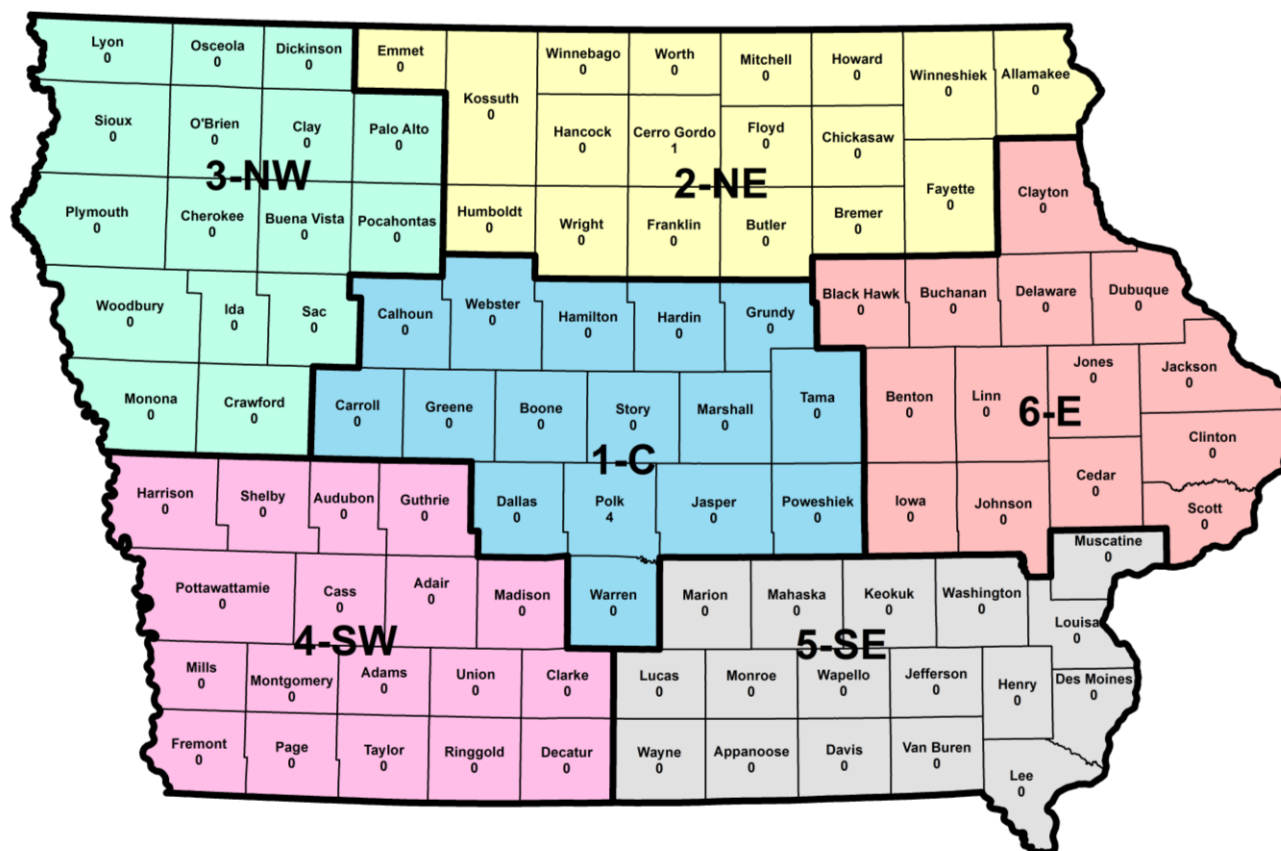 Lyon
0
Osceola
0
Dickinson
0
Emmet
0
Kossuth
0
Winnebago
0
Worth
0
Mitchell
0
Howard
0
Winneshiek
0
Allamakee
0
Sioux
0
O'Brien
0
Clay
0
Palo Alto
0
Hancock
0
Cerro Gordo
1
Floyd
0
Chickasaw
0
3-NW
2-NE
Fayette
0
Clayton
0
Plymouth
0
Cherokee
0
Buena Vista
0
Pocahontas
0
Humboldt
0
Wright
0
Franklin
0
Butler
0
Bremer
0
Woodbury
0
Ida
0
Sac
0
Calhoun
0
Webster
0
Hamilton
0
Hardin
0
Grundy
0
Black Hawk
0
Buchanan
0
Delaware
0
Dubuque
0
Monona
0
Crawford
0
Carroll
0
Greene
0
Boone
0
Story
0
Marshall
0
Tama
0
Benton
0
Linn
0
Jones
0
Jackson
0
6-E
1-C
Clinton
0
Harrison
0
Shelby
0
Audubon
0
Guthrie
0
Dallas
0
Polk
4
Jasper
0
Poweshiek
0
Iowa
0
Johnson
0
Cedar
0
Scott
0
Muscatine
0
Pottawattamie
0
Cass
0
Adair
0
Madison
0
Warren
0
Marion
0
Mahaska
0
Keokuk
0
Washington
0
Louisa
0
4-SW
5-SE
Mills
0
Montgomery
0
Adams
0
Union
0
Clarke
0
Lucas
0
Monroe
0
Wapello
0
Jefferson
0
Henry
0
Des Moines
0
Fremont
0
Page
0
Taylor
0
Ringgold
0
Decatur
0
Wayne
0
Appanoose
0
Davis
0
Van Buren
0
Lee
0